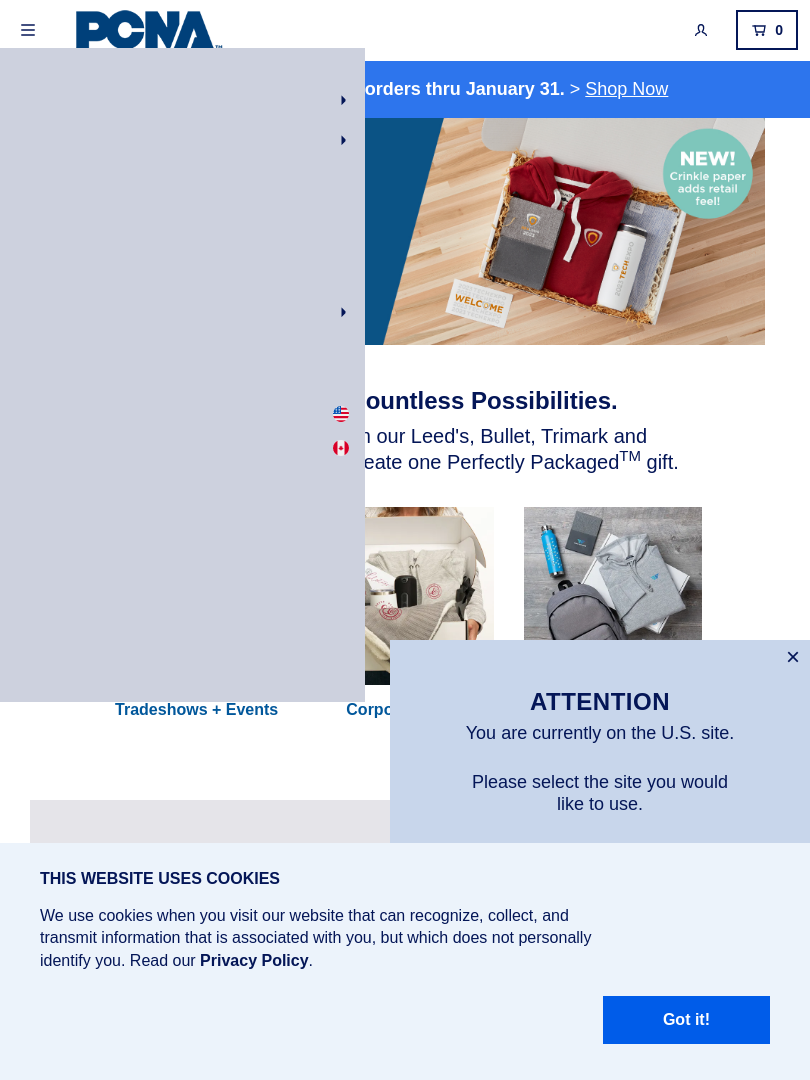 PCNA
TM
0
orders thru January 31. > Shop Now
NEW!
Crinkle paper
adds retail
feel!
WELCOME
ountless Possibilities.
our Leed's, Bullet, Trimark and
eate one Perfectly Packaged™ gift.
Tradeshows + Events
Corpo
ATTENTION
You are currently on the U.S. site.
Please select the site you would
like to use.
THIS WEBSITE USES COOKIES
We use cookies when you visit our website that can recognize, collect, and
transmit information that is associated with you, but which does not personally
identify you. Read our Privacy Policy.
Got it!